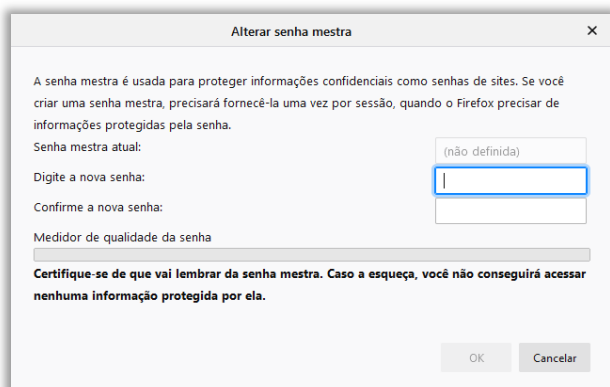 Alterar senha mestra
A senha mestra é usada para proteger informações confidenciais como senhas de sites. Se você
criar uma senha mestra, precisará fornecê-la uma vez por sessão, quando o Firefox precisar de
informações protegidas pela senha.
Senha mestra atual:
(não definida)
Digite a nova senha:
Confirme a nova senha:
Medidor de qualidade da senha
Certifique-se de que vai lembrar da senha mestra. Caso a esqueça, você não conseguirá acessar
nenhuma informação protegida por ela.
OK
Cancelar